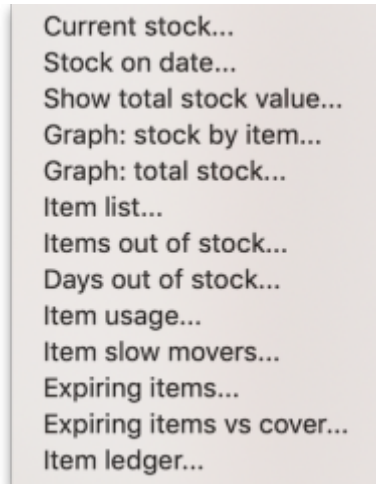 Current stock...
Stock on date...
Show total stock value...
Graph: stock by item...
Graph: total stock...
Item list...
Items out of stock...
Days out of stock...
Item usage...
Item slow movers...
Expiring items...
Expiring items vs cover...
Item ledger...